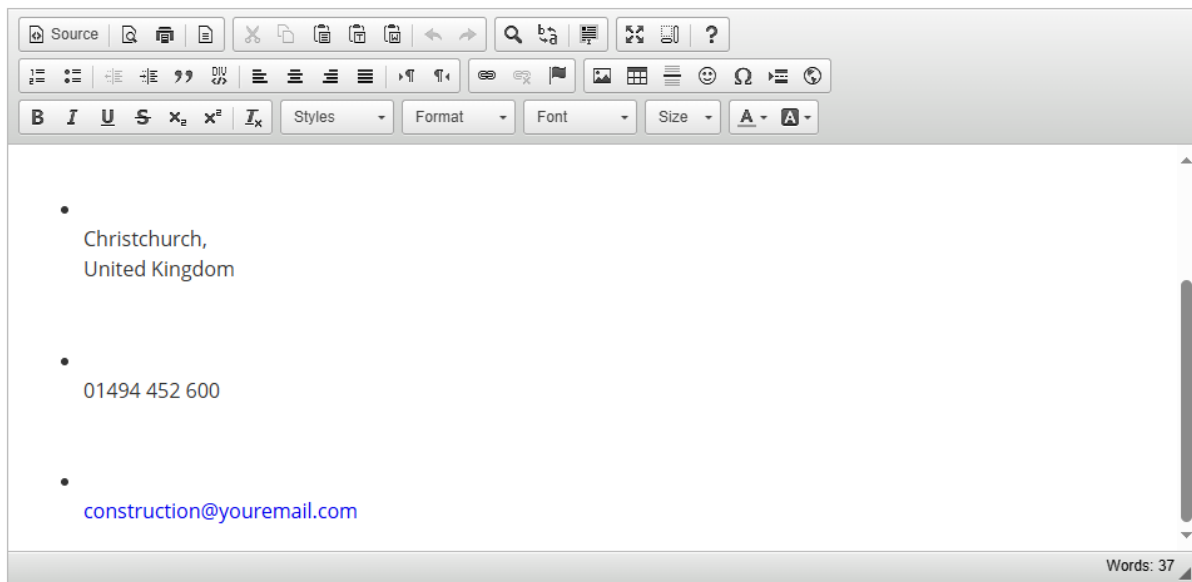 Source
Styles
Format
Font
Size
Christchurch,
United Kingdom
01494 452 600
construction@youremail.com
Words: 37